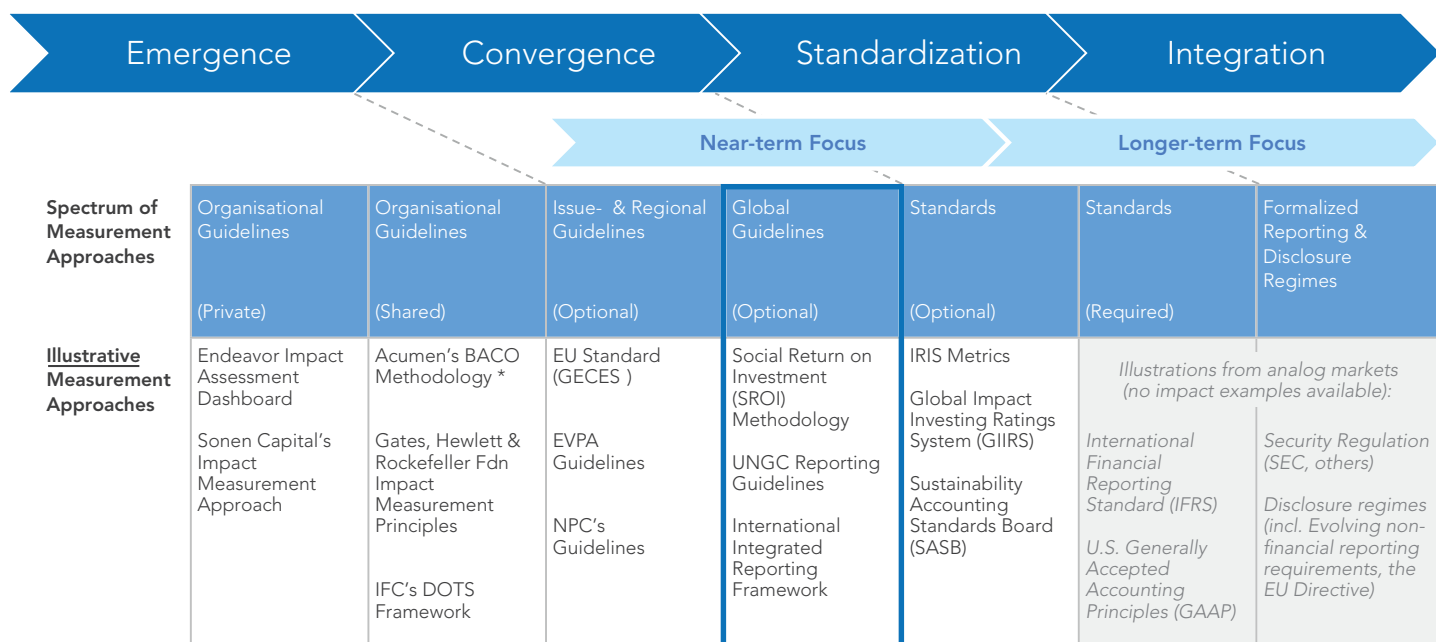 Emergence
Convergence
Standardization
Integration
Near-term Focus
Longer-term Focus
Spectrum of
Measurement
Approaches
Organisational
Guidelines
(Private)
Organisational
Guidelines
(Shared)
Issue- & Regional
Guidelines
(Optional)
Global
Guidelines
(Optional)
Standards
(Optional)
Standards
(Required)
Formalized
Reporting &
Disclosure
Regimes
Illustrative
Measurement
Approaches
Endeavor Impact
Assessment
Dashboard
Sonen Capital's
Impact
Measurement
Approach
Acumen's BACO
Methodology *
Gates, Hewlett &
Rockefeller Fdn
Impact
Measurement
Principles
IFC's DOTS
Framework
EU Standard
(GECES )
EVPA
Guidelines
NPC's
Guidelines
Social Return on
Investment
(SROI)
Methodology
UNGC Reporting
Guidelines
International
Integrated
Reporting
Framework
IRIS Metrics
Global Impact
Investing Ratings
System (GIIRS)
Sustainability
Accounting
Standards Board
(SASB)
Illustrations from analog markets
(no impact examples available):
International
Financial
Reporting
Standard (IFRS)
U.S. Generally
Accepted
Accounting
Principles (GAAP)
Security Regulation
(SEC, others)
Disclosure regimes
(incl. Evolving non-
financial reporting
requirements, the
EU Directive)